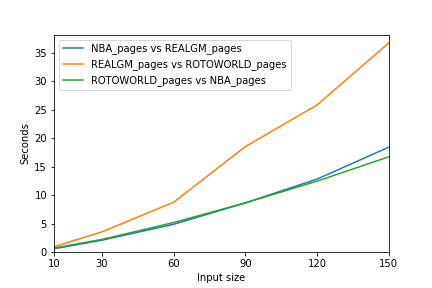 NBA_pages vs REALGM_pages
REALGM_pages vs ROTOWORLD_pages
ROTOWORLD_pages vs NBA_pages
Seconds
35
30
25
20
15
10
5
0
10 30 60 90 120 150
Input size